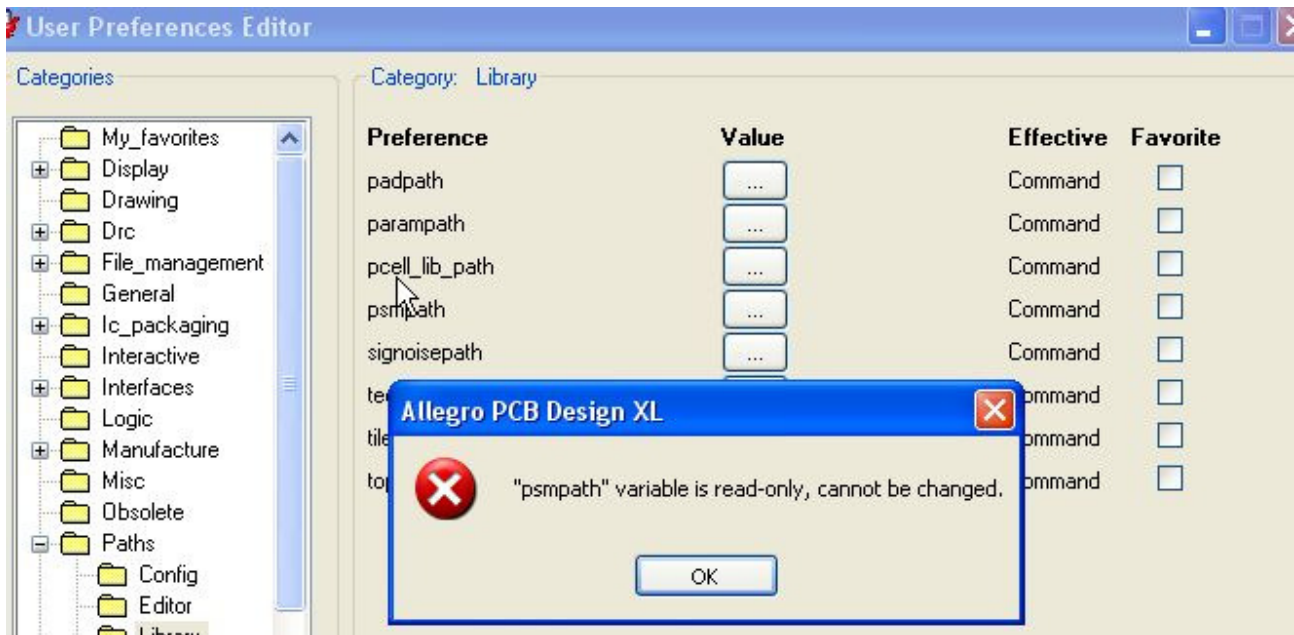 User Preferences Editor
Categories
Category: Library
My_favorites
Display
Drawing
Drc
File_management
General
Ic_packaging
Interactive
Interfaces
Logic
Manufacture
Misc
Obsolete
Paths
Config
Editor
Library
Preference Value Effective Favorite
padpath ... Command
parampath ... Command
pcell_lib_path ... Command
psmpath ... Command
signoisepath ... Command
Allegro PCB Design XL
"psmpath" variable is read-only, cannot be changed.
OK